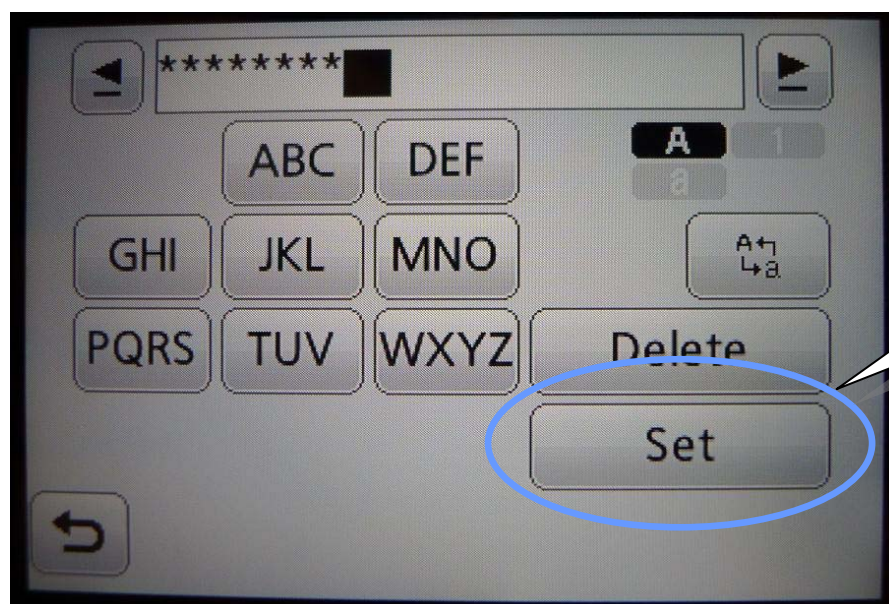 ********
ABC DEF A 1
a
GHI JKL MNO A a
PQRS TUV WXYZ Delete
Set